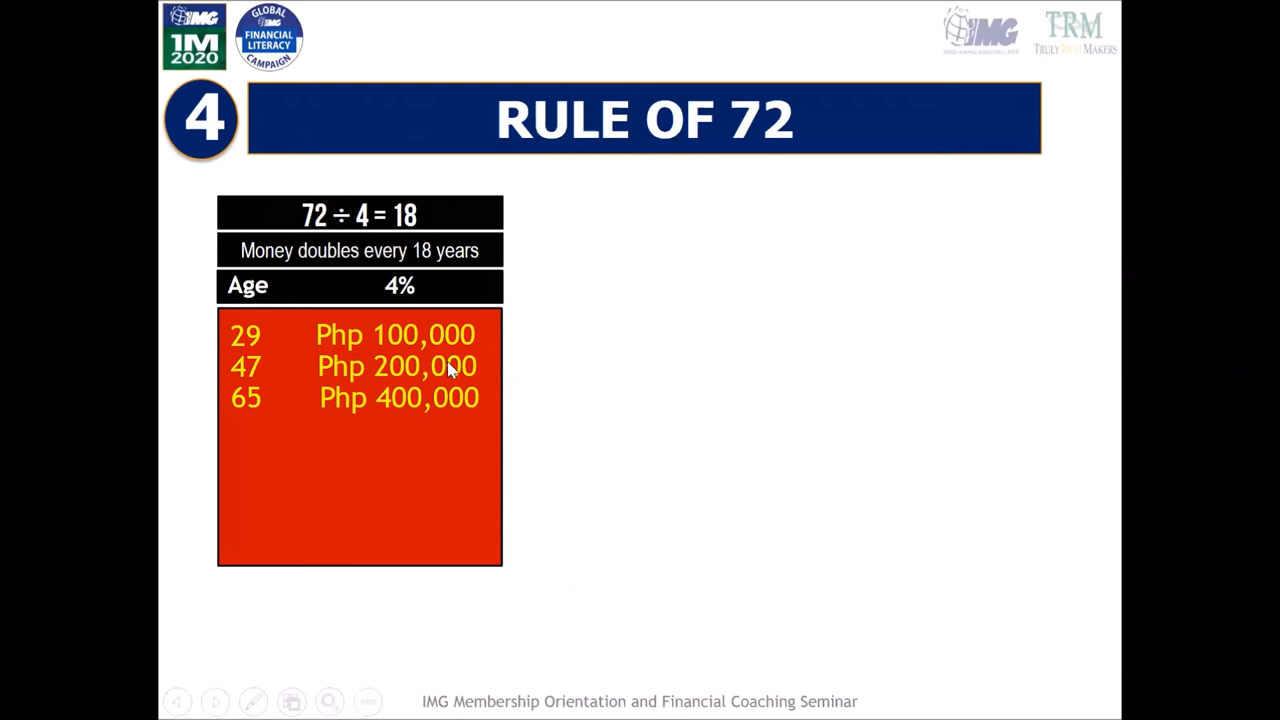 IMG
1M
2020
GLOBAL
IMG
FINANCIAL
LITERACY
CAMPAIGN
IMG
TRM
TRULY RICH MAKERS
4
RULE OF 72
72 ÷ 4 = 18
Money doubles every 18 years
Age 4%
29 Php 100,000
47 Php 200,000
65 Php 400,000
IMG Membership Orientation and Financial Coaching Seminar